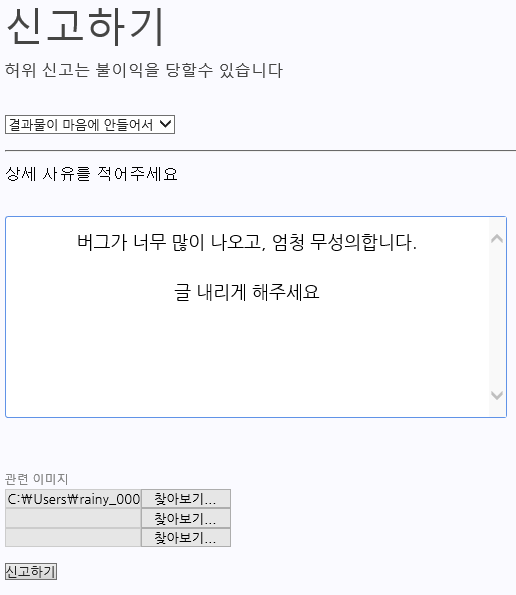 신고하기
허위 신고는 불이익을 당할수 있습니다
결과물이 마음에 안들어서
상세 사유를 적어주세요
버그가 너무 많이 나오고, 엄청 무성의합니다.
글 내리게 해주세요
관련 이미지
C:₩Users₩rainy_000 찾아보기...
찾아보기...
찾아보기...
신고하기